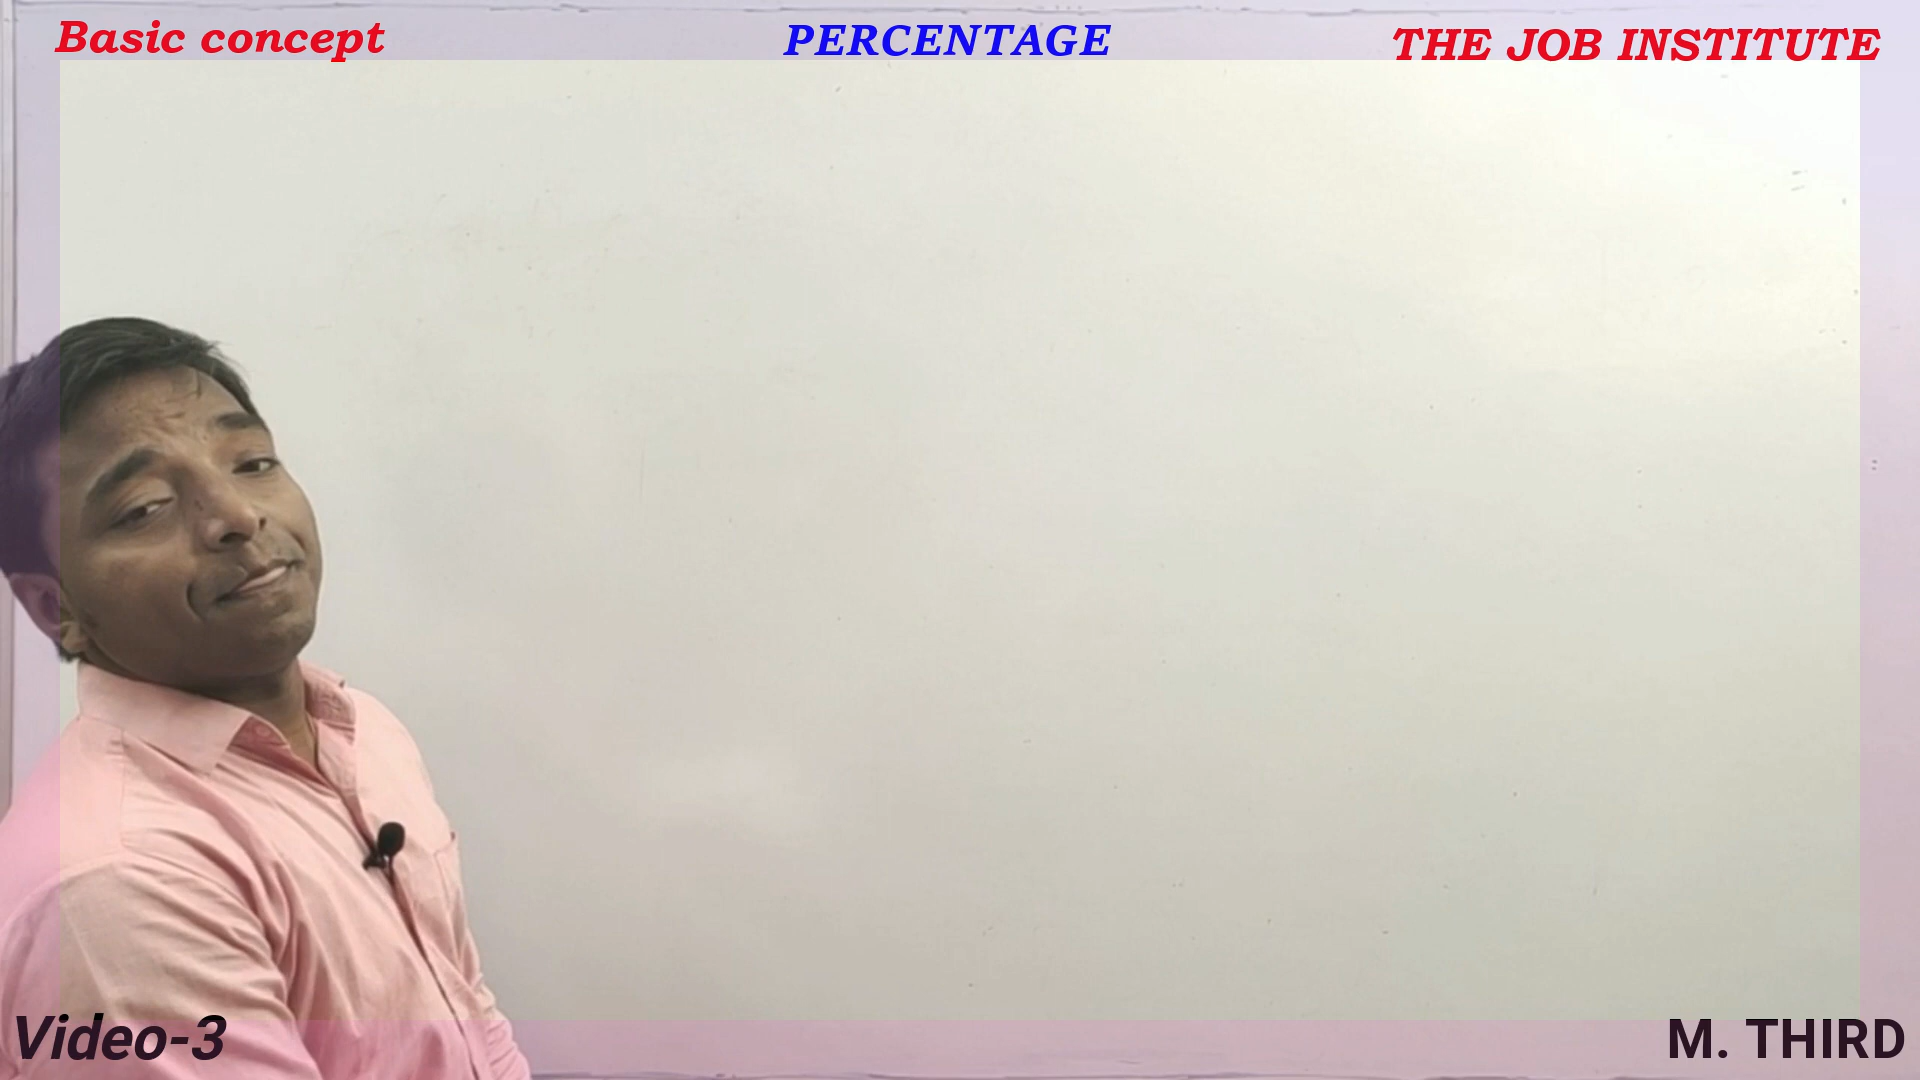 Basic concept
PERCENTAGE
THE JOB INSTITUTE
Video-3
M. THIRD